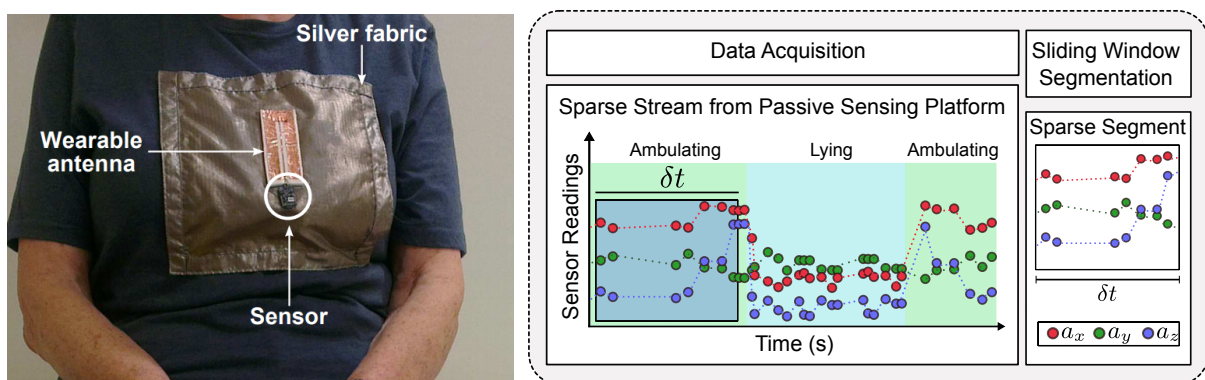 Silver fabric
Wearable
antenna
Sensor
Data Acquisition
Sliding Window
Segmentation
Sparse Stream from Passive Sensing Platform
Ambulating
Lying
Ambulating
δt
Sensor Readings
Time (s)
Sparse Segment
δt
a_x a_y a_z